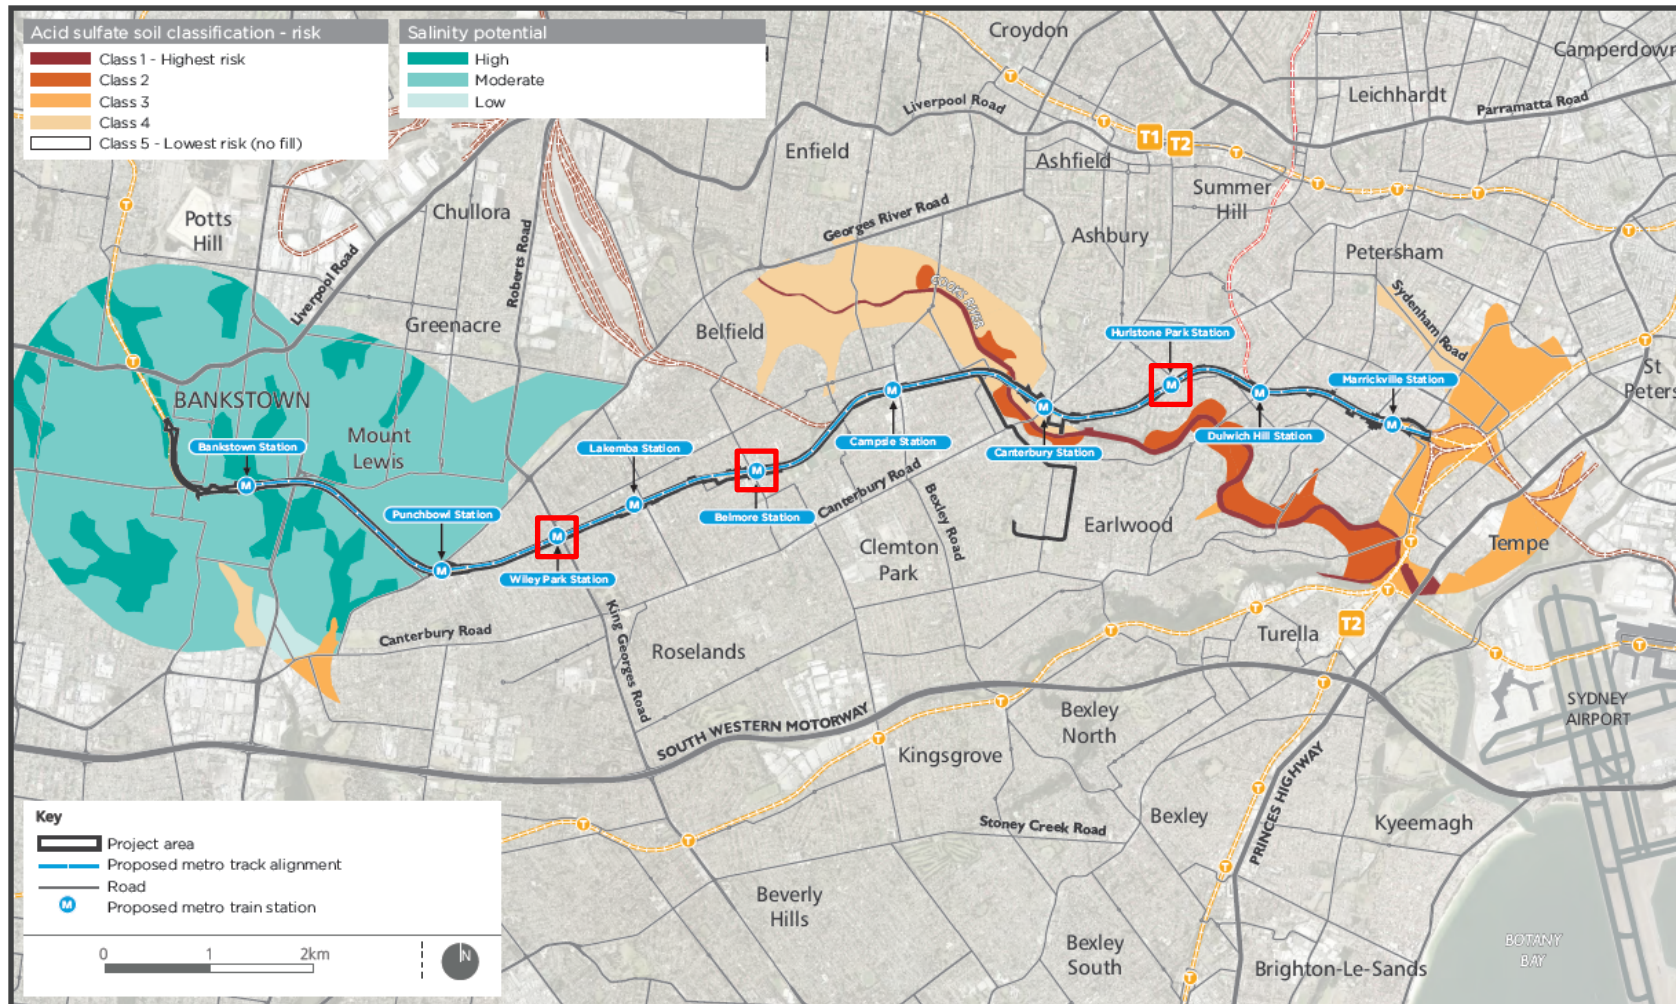 Acid sulfate soil classification - risk
Class 1 - Highest risk
Class 2
Class 3
Class 4
Class 5 - Lowest risk (no fill)
Salinity potential
High
Moderate
Low
Croydon
Camperdown
Leichhardt
Parramatta Road
Liverpool Road
T1
T2
Enfield
Ashfield
Summer
Hill
Potts
Hill
Chullora
Georges River Road
Ashbury
Petersham
Roberts Road
Liverpool Road
COOKS RIVER
Sydenham Road
Greenacre
Belfield
Hurlstone Park Station
St
Peters
BANKSTOWN
Marrickville Station
Mount
Lewis
Bankstown Station
Lakemba Station
Campsie Station
Canterbury Station
Dulwich Hill Station
Punchbowl Station
Belmore Station
Canterbury Road
Bexley Road
Earlwood
Clemton
Park
Tempe
Wiley Park Station
King Georges Road
Canterbury Road
Roselands
Turella
T2
SOUTH WESTERN MOTORWAY
Bexley
North
SYDNEY
AIRPORT
Kingsgrove
PRINCES HIGHWAY
Stoney Creek Road
Bexley
Kyeemagh
Beverly
Hills
Bexley
South
Brighton-Le-Sands
BOTANY
BAY
Key
Project area
Proposed metro track alignment
Road
M
Proposed metro train station
0 1 2km
N